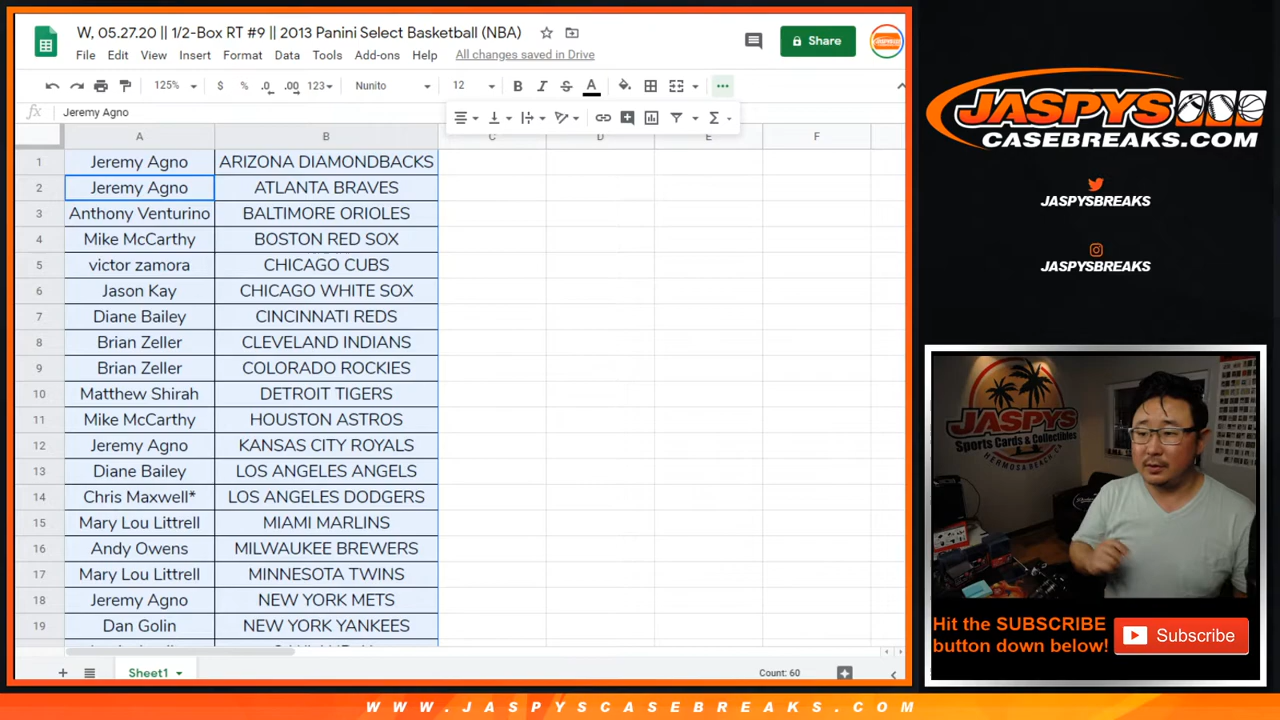 W, 05.27.20 || 1/2-Box RT #9 || 2013 Panini Select Basketball (NBA)
File Edit View Insert Format Data Tools Add-ons Help All changes saved in Drive
Share
125% $ % .0 .00 123 Nunito 12 B I S A
fx Jeremy Agno
A B C D E F
1 Jeremy Agno ARIZONA DIAMONDBACKS
2 Jeremy Agno ATLANTA BRAVES
3 Anthony Venturino BALTIMORE ORIOLES
4 Mike McCarthy BOSTON RED SOX
5 victor zamora CHICAGO CUBS
6 Jason Kay CHICAGO WHITE SOX
7 Diane Bailey CINCINNATI REDS
8 Brian Zeller CLEVELAND INDIANS
9 Brian Zeller COLORADO ROCKIES
10 Matthew Shirah DETROIT TIGERS
11 Mike McCarthy HOUSTON ASTROS
12 Jeremy Agno KANSAS CITY ROYALS
13 Diane Bailey LOS ANGELES ANGELS
14 Chris Maxwell* LOS ANGELES DODGERS
15 Mary Lou Littrell MIAMI MARLINS
16 Andy Owens MILWAUKEE BREWERS
17 Mary Lou Littrell MINNESOTA TWINS
18 Jeremy Agno NEW YORK METS
19 Dan Golin NEW YORK YANKEES
Sheet1
Count: 60
JASPYS
CASEBREAKS.COM
JASPYSBREAKS
JASPYSBREAKS
JASPYS
Sports Cards & Collectibles
HERMOSA BEACH, CA
Hit the SUBSCRIBE
button down below!
Subscribe
WWW.JASPYSCASEBREAKS.COM